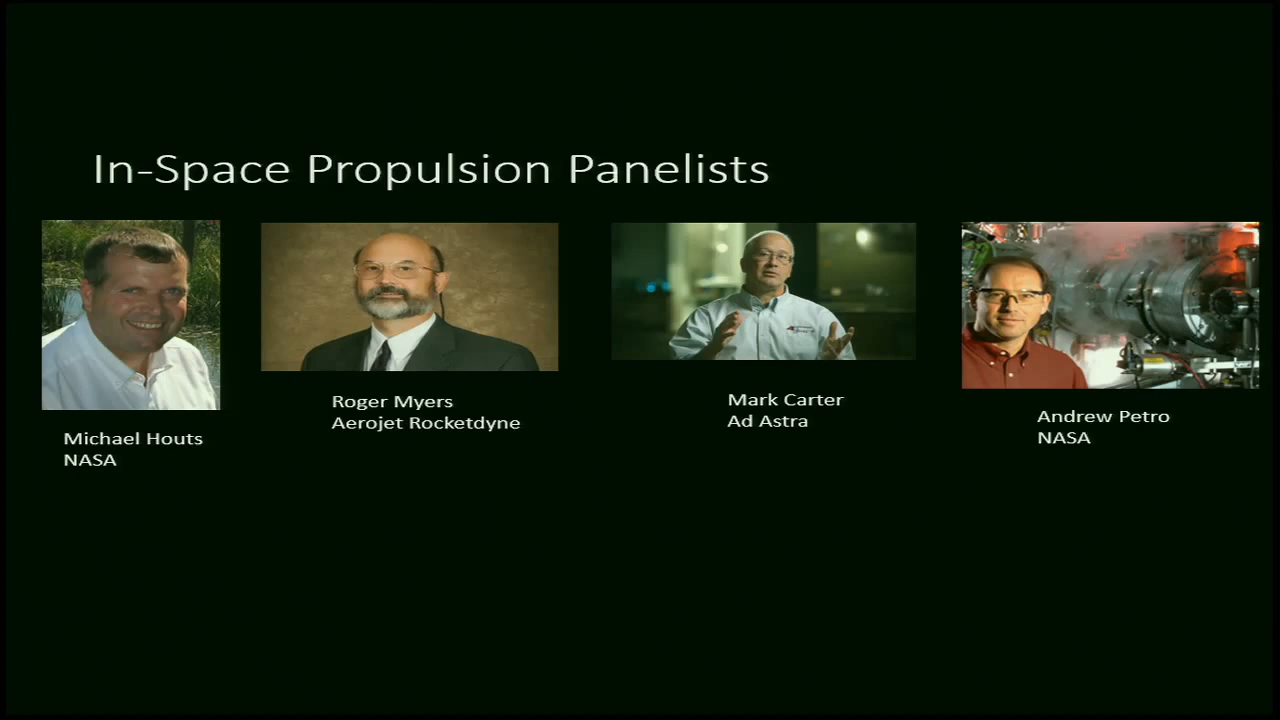 In-Space Propulsion Panelists
Michael Houts
NASA
Roger Myers
Aerojet Rocketdyne
Mark Carter
Ad Astra
Andrew Petro
NASA